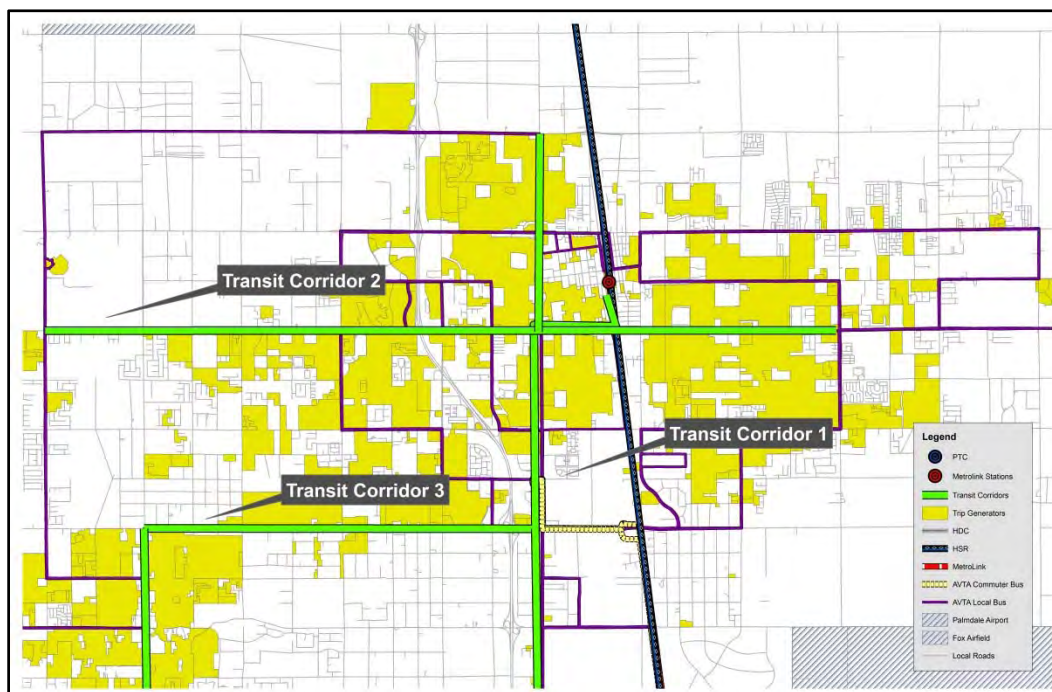 Transit Corridor 2
Transit Corridor 1
Transit Corridor 3
Legend
PTC
Metrolink Stations
Transit Corridors
Trip Generators
HDC
HSR
MetroLink
AVTA Commuter Bus
AVTA Local Bus
Palmdale Airport
Fox Airfield
Local Roads